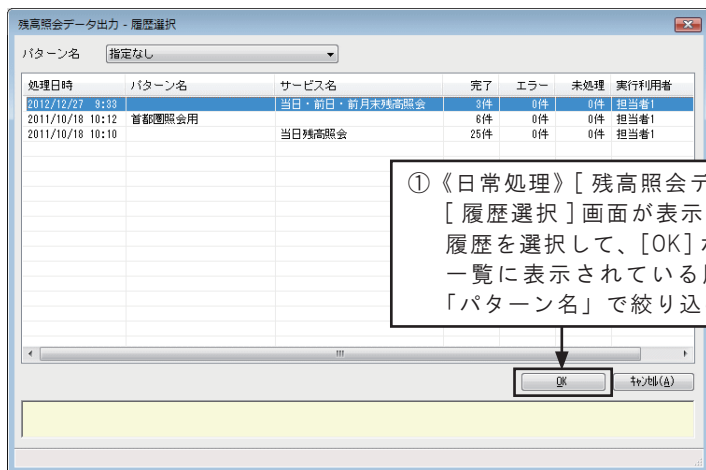 残高照会データ出力 - 履歴選択
パターン名 指定なし
処理日時 パターン名 サービス名 完了 エラー 未処理 実行利用者
2012/12/27 9:33 当日・前日・前月末残高照会 3件 0件 0件 担当者1
2011/10/18 10:12 首都圏照会用 6件 0件 0件 担当者1
2011/10/18 10:10 当日残高照会 25件 0件 0件 担当者1
①《日常処理》[ 残高照会デ
[ 履歴選択 ] 画面が表示
履歴を選択して、[OK]
一覧に表示されている
「パターン名」で絞り込
OK ｷｬﾝｾﾙ(A)